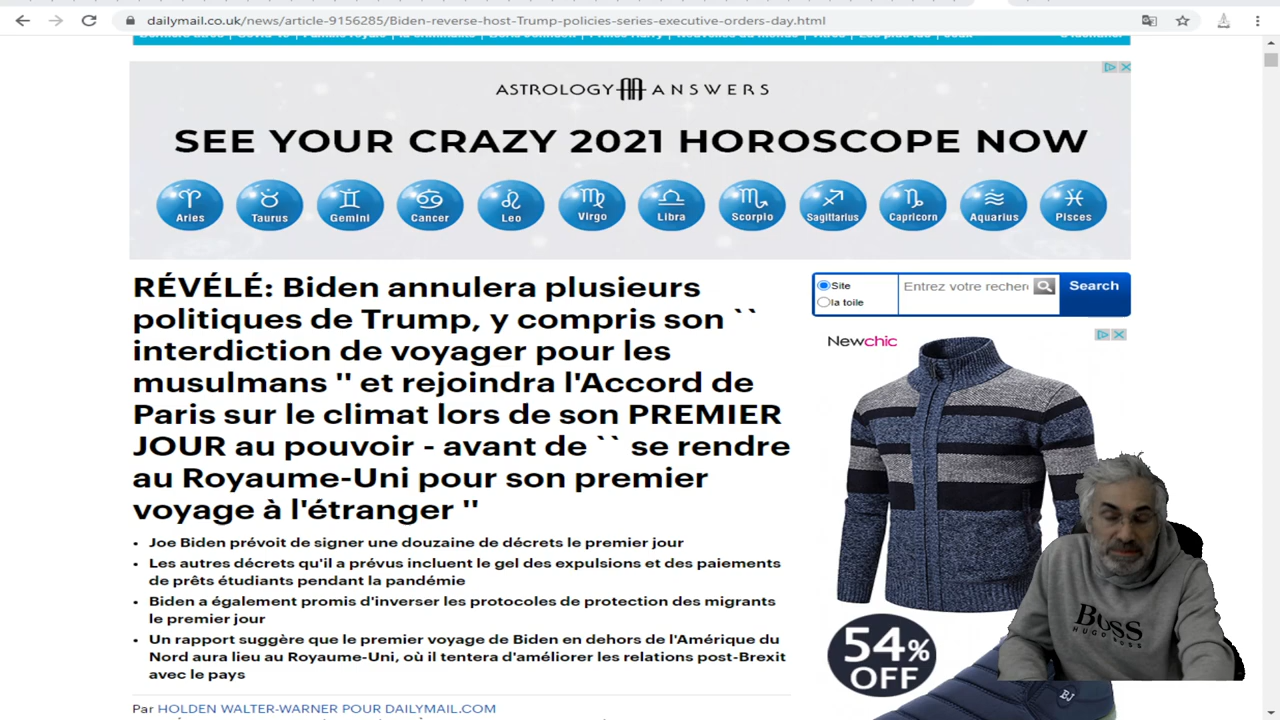 dailymail.co.uk/news/article-9156285/Biden-reverse-host-Trump-policies-series-executive-orders-day.html
ASTROLOGY AA ANSWERS
SEE YOUR CRAZY 2021 HOROSCOPE NOW
Aries Taurus Gemini Cancer Leo Virgo Libra Scorpio Sagittarius Capricorn Aquarius Pisces
RÉVÉLÉ: Biden annulera plusieurs
politiques de Trump, y compris son ``
interdiction de voyager pour les
musulmans '' et rejoindra l'Accord de
Paris sur le climat lors de son PREMIER
JOUR au pouvoir - avant de `` se rendre
au Royaume-Uni pour son premier
voyage à l'étranger ''
• Joe Biden prévoit de signer une douzaine de décrets le premier jour
• Les autres décrets qu'il a prévus incluent le gel des expulsions et des paiements
de prêts étudiants pendant la pandémie
• Biden a également promis d'inverser les protocoles de protection des migrants
le premier jour
• Un rapport suggère que le premier voyage de Biden en dehors de l'Amérique du
Nord aura lieu au Royaume-Uni, où il tentera d'améliorer les relations post-Brexit
avec le pays
Par HOLDEN WALTER-WARNER POUR DAILYMAIL.COM
Site
la toile
Entrez votre recher
Search
Newchic
54% OFF
BOSS
HUGO BOSS
EJ